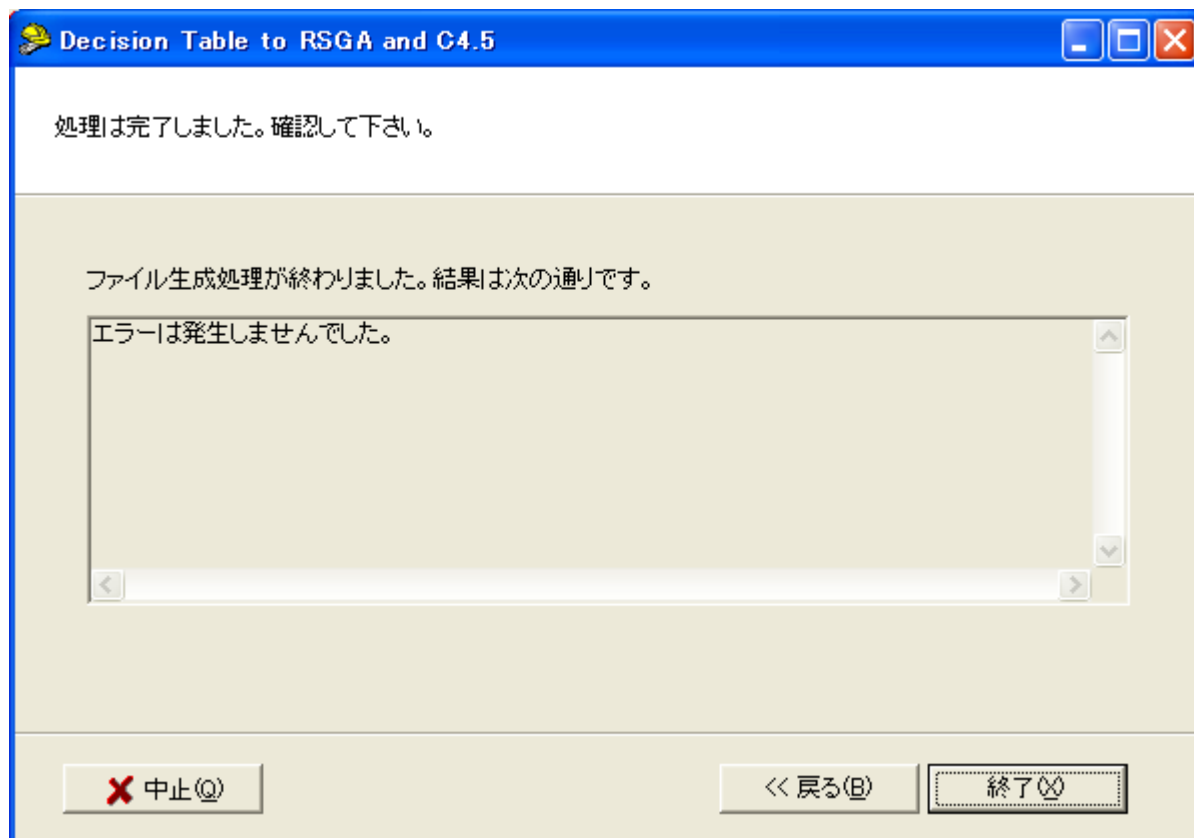 Decision Table to RSGA and C4.5
処理は完了しました。確認して下さい。
ファイル生成処理が終わりました。結果は次の通りです。
エラーは発生しませんでした。
中止(Q)
<< 戻る(B)
終了(X)